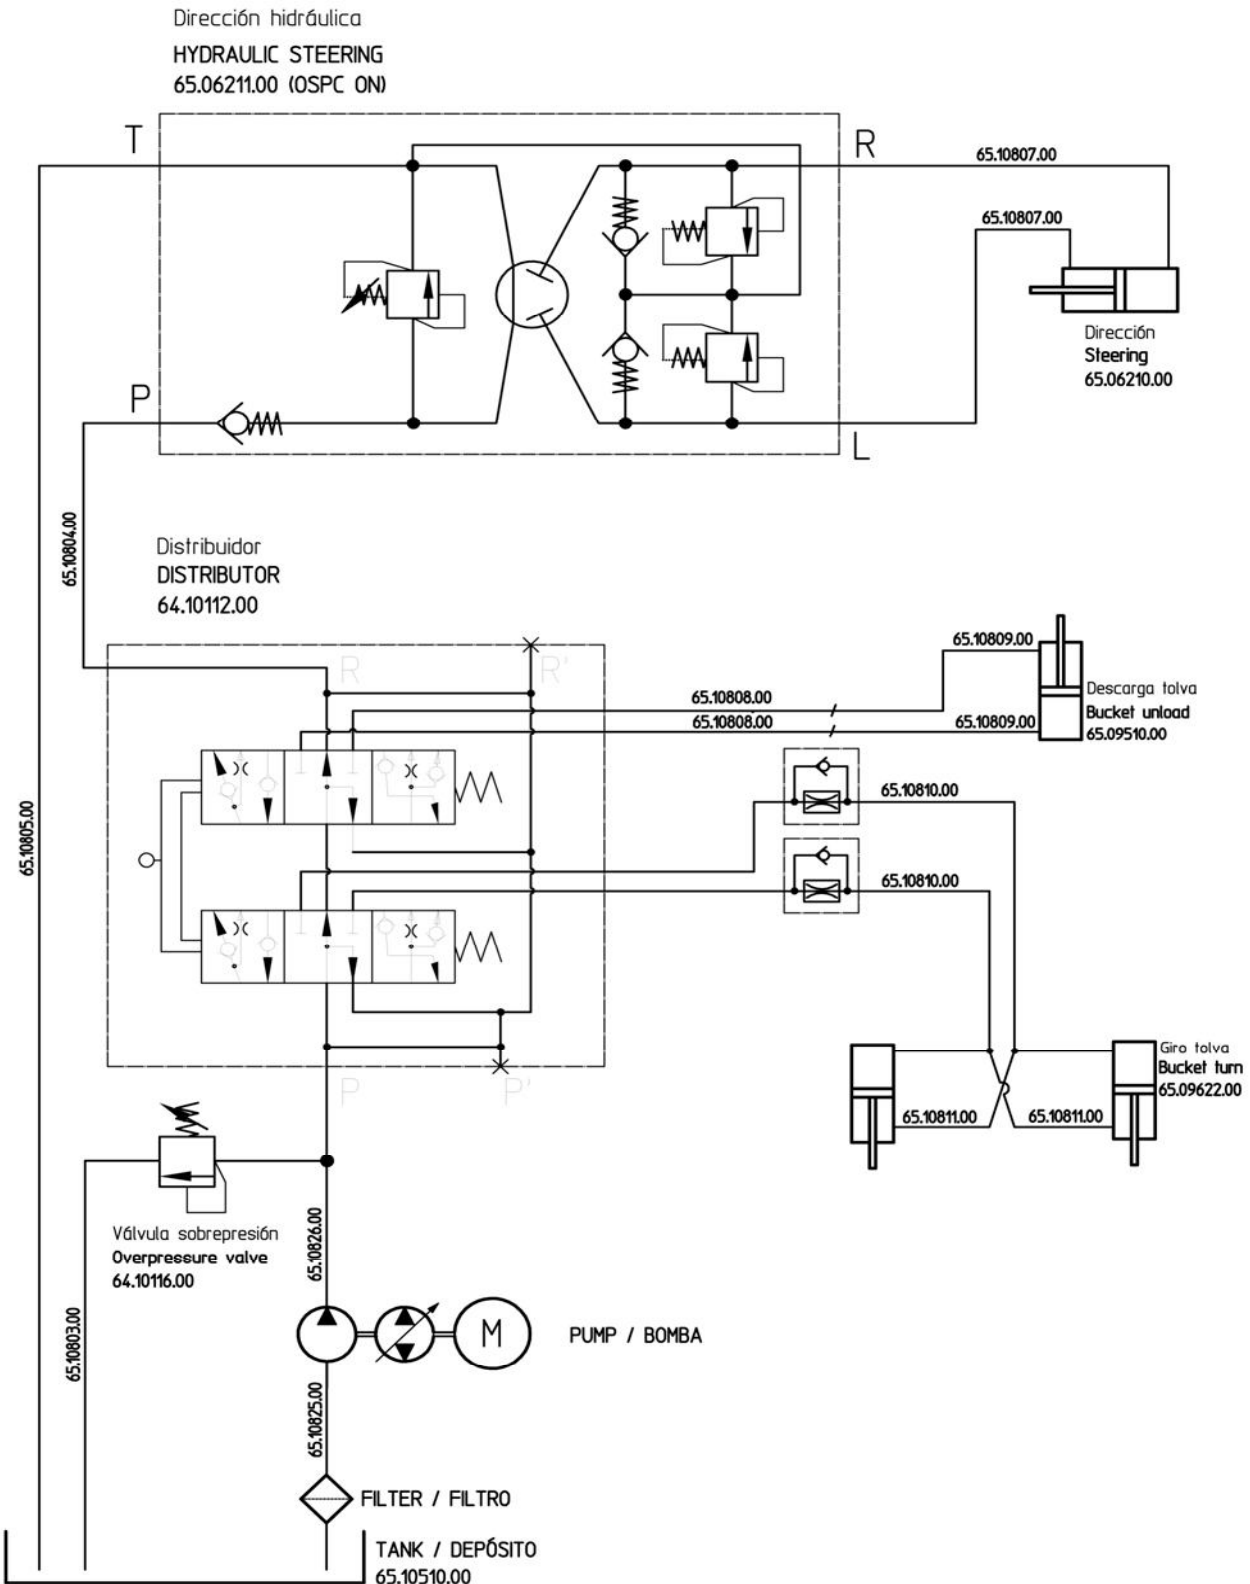 Dirección hidráulica
HYDRAULIC STEERING
65.06211.00 (OSPC ON)
T
R
65.10807.00
65.10807.00
Dirección
Steering
65.06210.00
P
L
65.10804.00
Distribuidor
DISTRIBUTOR
64.10112.00
R
R'
65.10809.00
65.10808.00
65.10808.00
65.10809.00
Descarga tolva
Bucket unload
65.09510.00
65.10810.00
65.10805.00
65.10810.00
Giro tolva
Bucket turn
65.09622.00
65.10811.00
65.10811.00
P
P'
Válvula sobrepresión
Overpressure valve
64.10116.00
65.10826.00
65.10803.00
M
PUMP / BOMBA
65.10825.00
FILTER / FILTRO
TANK / DEPÓSITO
65.10510.00